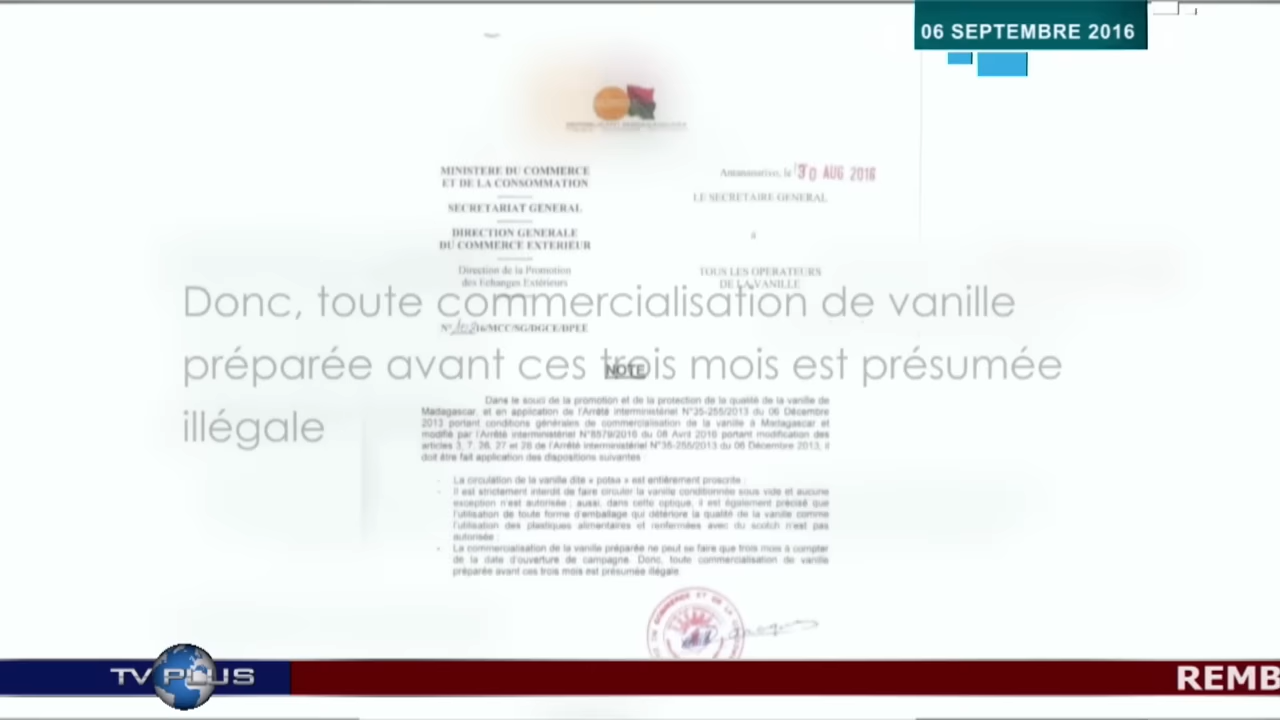 06 SEPTEMBRE 2016
MINISTERE DU COMMERCE
ET DE LA CONSOMMATION
SECRETARIAT GENERAL
DIRECTION GENERALE
DU COMMERCE EXTERIEUR
Direction de la Promotion
des Echanges Extérieurs
16/MCC/SG/DGCE/DPEE
Antananarivo, le 30 AUG 2016
LE SECRETAIRE GENERAL
à
TOUS LES OPERATEURS
DE LA VANILLE
Donc, toute commercialisation de vanille
préparée avant ces trois mois est présumée
illégale
NOTE
Dans le souci de la promotion et de la protection de la qualité de la vanille de
Madagascar, et en application de l'Arrêté interministériel N°35-255/2013 du 06 Décembre
2013 portant conditions générales de commercialisation de la vanille à Madagascar et
modifié par l'Arrêté interministériel N°8579/2016 du 08 Avril 2016 portant modification des
articles 3, 7, 26, 27 et 28 de l'Arrêté interministériel N°35-255/2013 du 06 Décembre 2013, il
doit être fait application des dispositions suivantes :
- La circulation de la vanille dite « potsa » est entièrement proscrite ;
- Il est strictement interdit de faire circuler la vanille conditionnée sous vide et aucune
exception n'est autorisée ; aussi, dans cette optique, il est également précisé que
l'utilisation de toute forme d'emballage qui détériore la qualité de la vanille comme
l'utilisation des plastiques alimentaires et renfermées avec du scotch n'est pas
autorisée ;
- La commercialisation de la vanille préparée ne peut se faire que trois mois à compter
de la date d'ouverture de campagne. Donc, toute commercialisation de vanille
préparée avant ces trois mois est présumée illégale.
TV PLUS
REMB